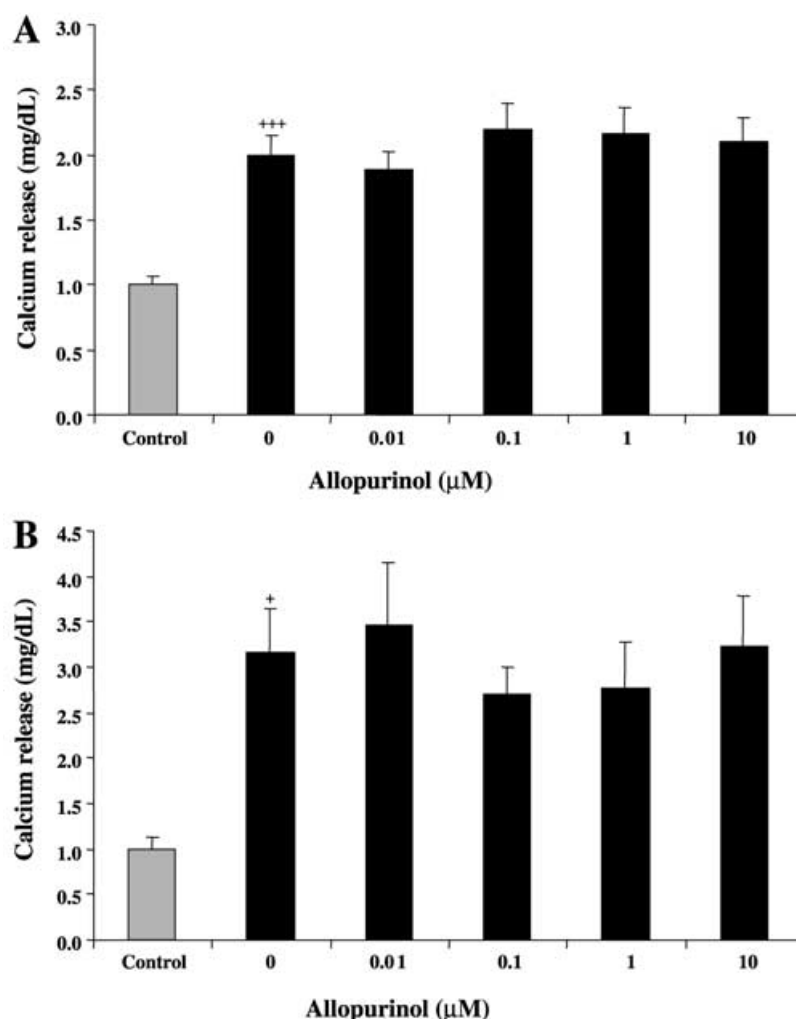 A
Calcium release (mg/dL)
3.0
2.5
2.0
1.5
1.0
0.5
0.0
+++
Control 0 0.01 0.1 1 10
Allopurinol (µM)
B
Calcium release (mg/dL)
4.5
4.0
3.5
3.0
2.5
2.0
1.5
1.0
0.5
0.0
+
Control 0 0.01 0.1 1 10
Allopurinol (µM)